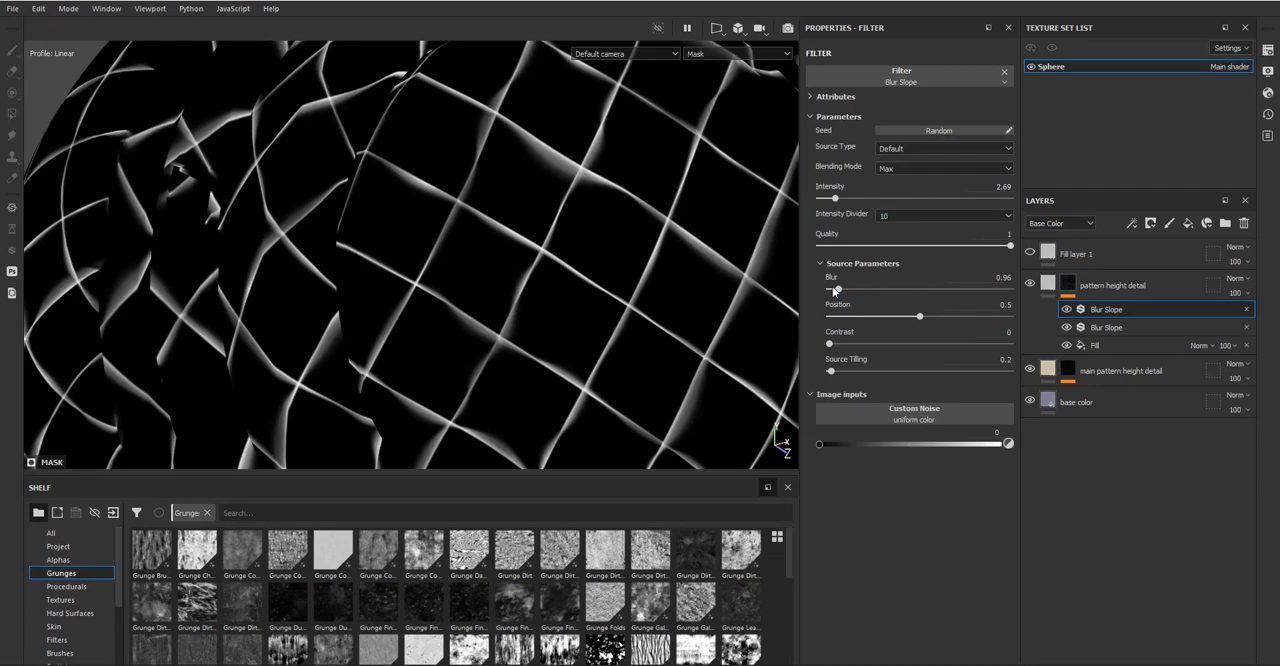 File Edit Mode Window Viewport Python JavaScript Help
Profile: Linear
Default camera
Mask
MASK
Y
X
Z
PROPERTIES - FILTER
FILTER
Filter
Blur Slope
Attributes
Parameters
Seed Random
Source Type Default
Blending Mode Max
Intensity 2.69
Intensity Divider 10
Quality 1
Source Parameters
Blur 0.96
Position 0.5
Contrast 0
Source Tilling 0.2
Image inputs
Custom Noise
uniform color
0
TEXTURE SET LIST
Settings
Sphere Main shader
LAYERS
Base Color
Fill layer 1 Norm 100
pattern height detail Norm 100
Blur Slope
Blur Slope
Fill Norm 100
main pattern height detail Norm 100
base color Norm 100
Ps
SHELF
Grunges Search...
All
Project
Alphas
Grunges
Procedurals
Textures
Hard Surfaces
Skin
Filters
Brushes
Grunge Bru... Grunge Ch... Grunge Co... Grunge Co... Grunge Co... Grunge Co... Grunge Co... Grunge Da... Grunge Dirt Grunge Dirt Grunge Dirt... Grunge Dirt... Grunge Dirt... Grunge Dirt...
Grunge Dirt... Grunge Dirt... Grunge Dirt... Grunge Du... Grunge Du... Grunge Fin... Grunge Fin... Grunge Fin... Grunge Fin... Grunge Fin... Grunge Folds Grunge Gal... Grunge Gal... Grunge Lea...